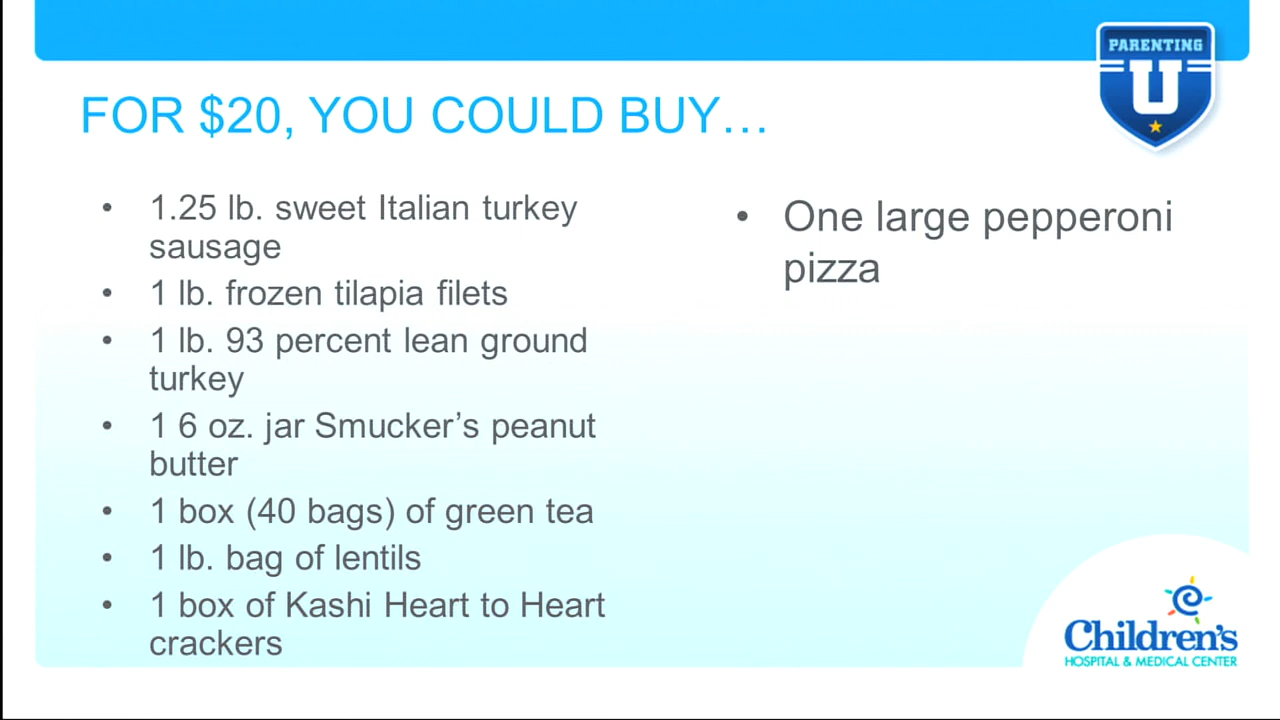 PARENTING
U
FOR $20, YOU COULD BUY…
• 1.25 lb. sweet Italian turkey
sausage
• 1 lb. frozen tilapia filets
• 1 lb. 93 percent lean ground
turkey
• 1 6 oz. jar Smucker’s peanut
butter
• 1 box (40 bags) of green tea
• 1 lb. bag of lentils
• 1 box of Kashi Heart to Heart
crackers
• One large pepperoni
pizza
Children's
HOSPITAL & MEDICAL CENTER